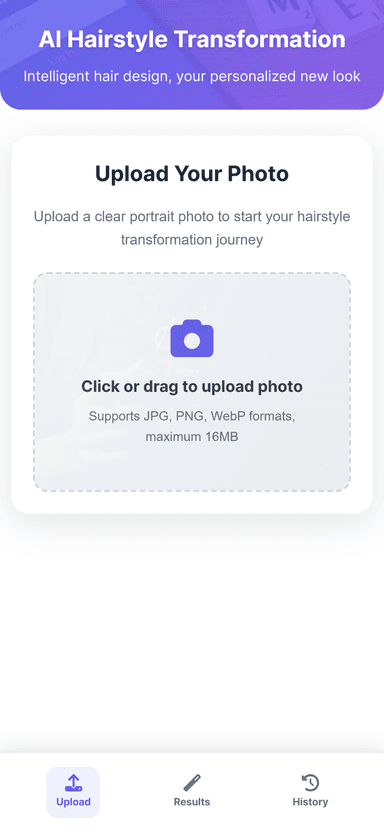 AI Hairstyle Transformation
Intelligent hair design, your personalized new look
Upload Your Photo
Upload a clear portrait photo to start your hairstyle
transformation journey
Click or drag to upload photo
Supports JPG, PNG, WebP formats,
maximum 16MB
Upload
Results
History